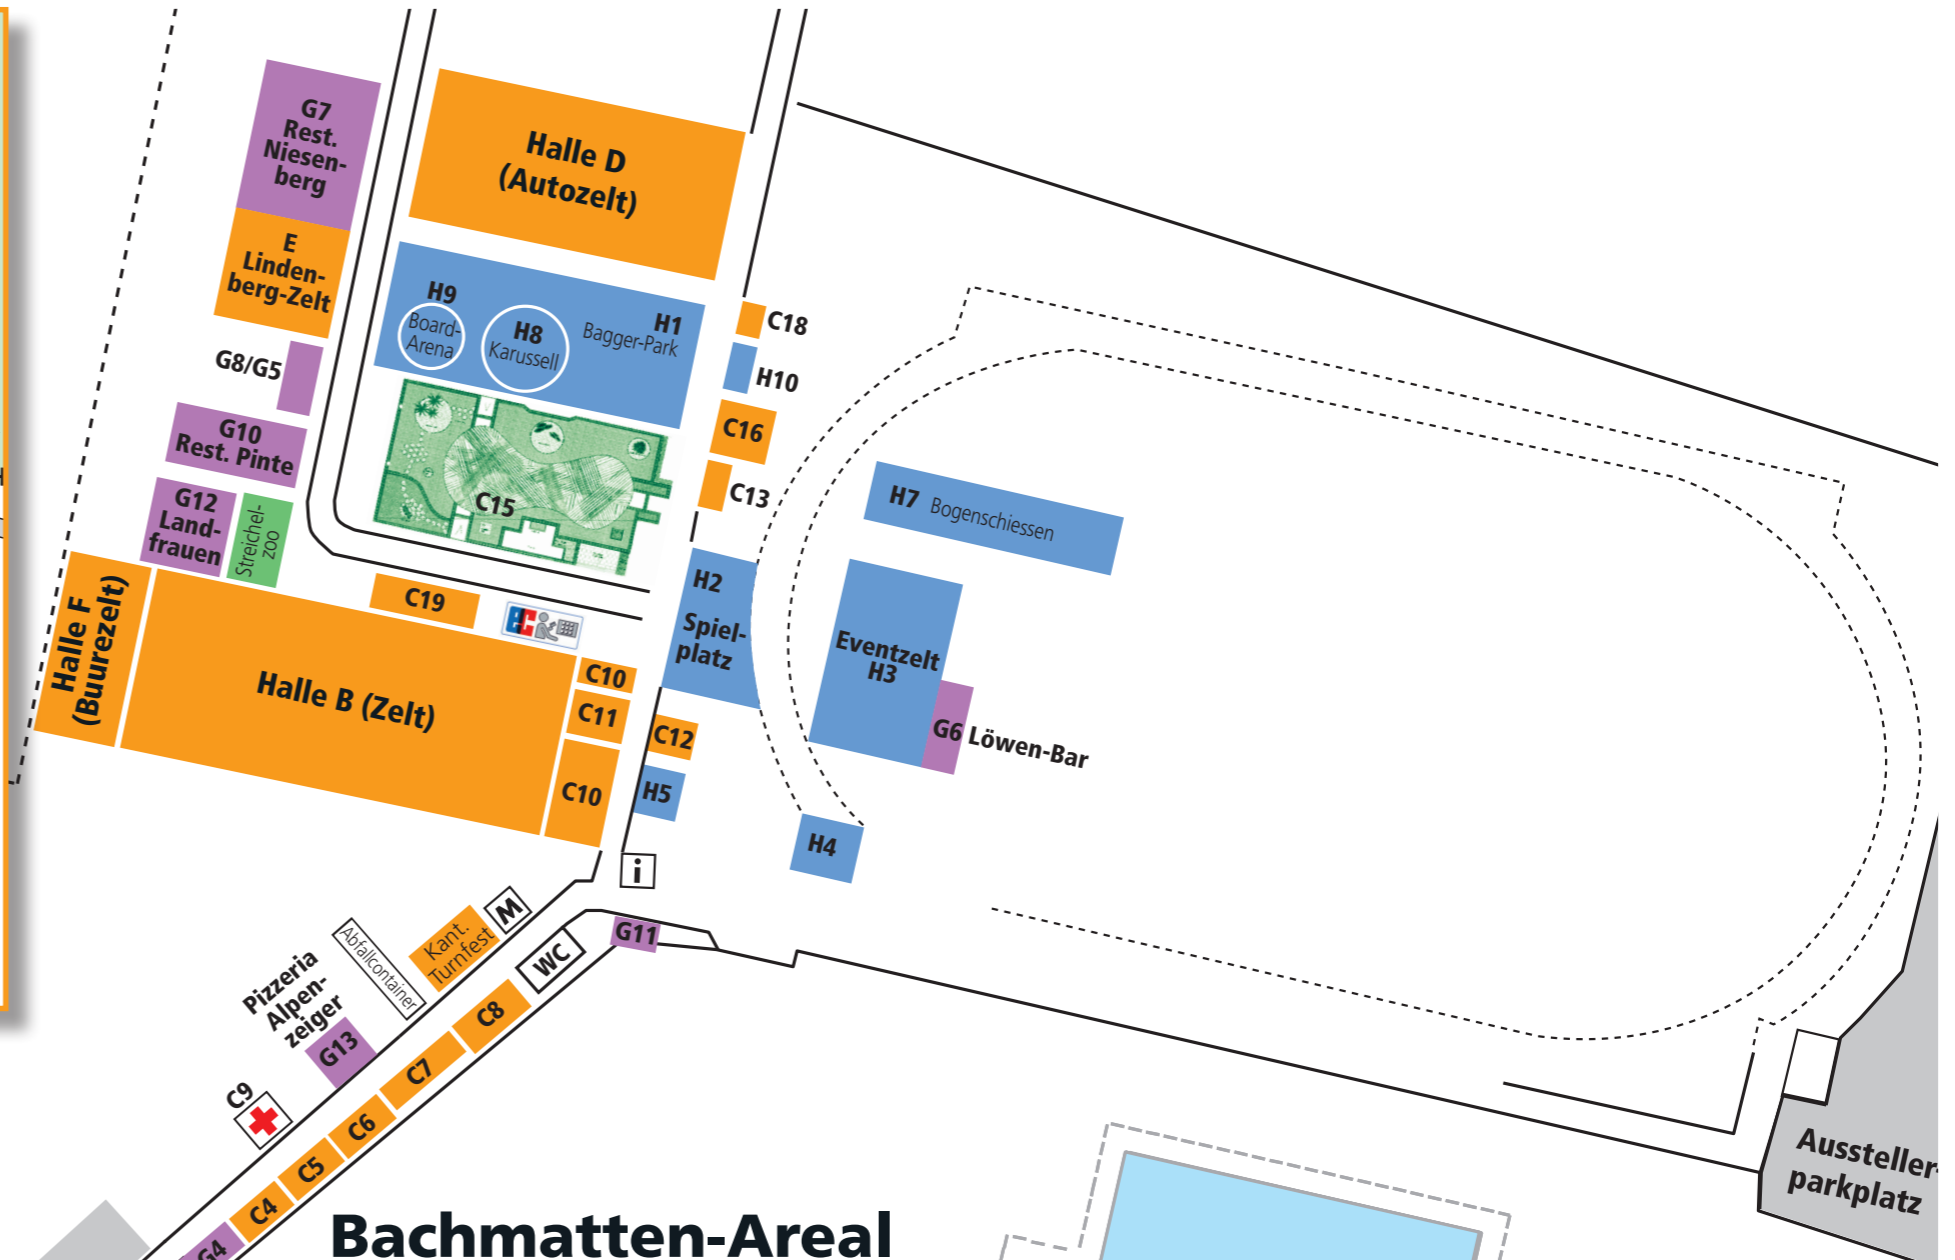 G7
Rest.
Niesen-
berg
Halle D
(Autozelt)
E
Linden-
berg-Zelt
H9
Board-
Arena
H8
Karussell
H1
Bagger-Park
C18
H10
G8/G5
C16
G10
Rest. Pinte
C13
C15
G12
Land-
frauen
Streichel-
zoo
H7 Bogenschiessen
H2
Spiel-
platz
C19
EC
Halle F
(Buurezelt)
Halle B (Zelt)
C10
C11
C10
C12
H5
Eventzelt
H3
G6 Löwen-Bar
H4
i
M
Kant.
Turnfest
Abfallcontainer
WC
G11
Pizzeria
Alpen-
zeiger
G13
C9
C8
C7
C6
C5
C4
G4
Bachmatten-Areal
Aussteller-
parkplatz